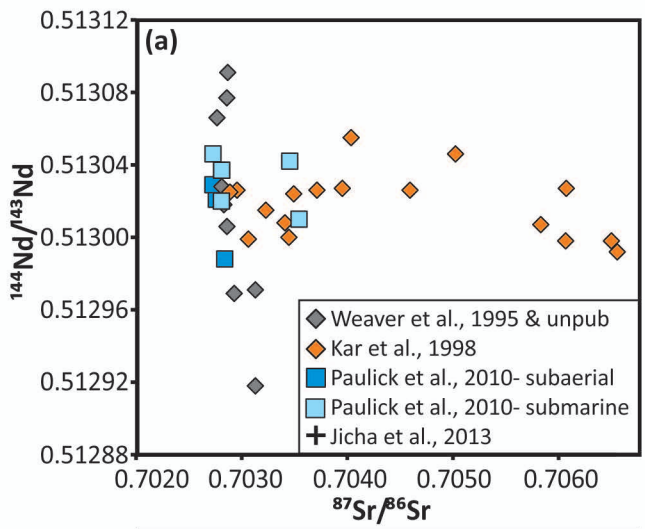 (a)
0.51312
0.51308
0.51304
0.51300
0.51296
0.51292
0.51288
¹⁴⁴Nd/¹⁴³Nd
Weaver et al., 1995 & unpub
Kar et al., 1998
Paulick et al., 2010- subaerial
Paulick et al., 2010- submarine
Jicha et al., 2013
0.7020 0.7030 0.7040 0.7050 0.7060
⁸⁷Sr/⁸⁶Sr